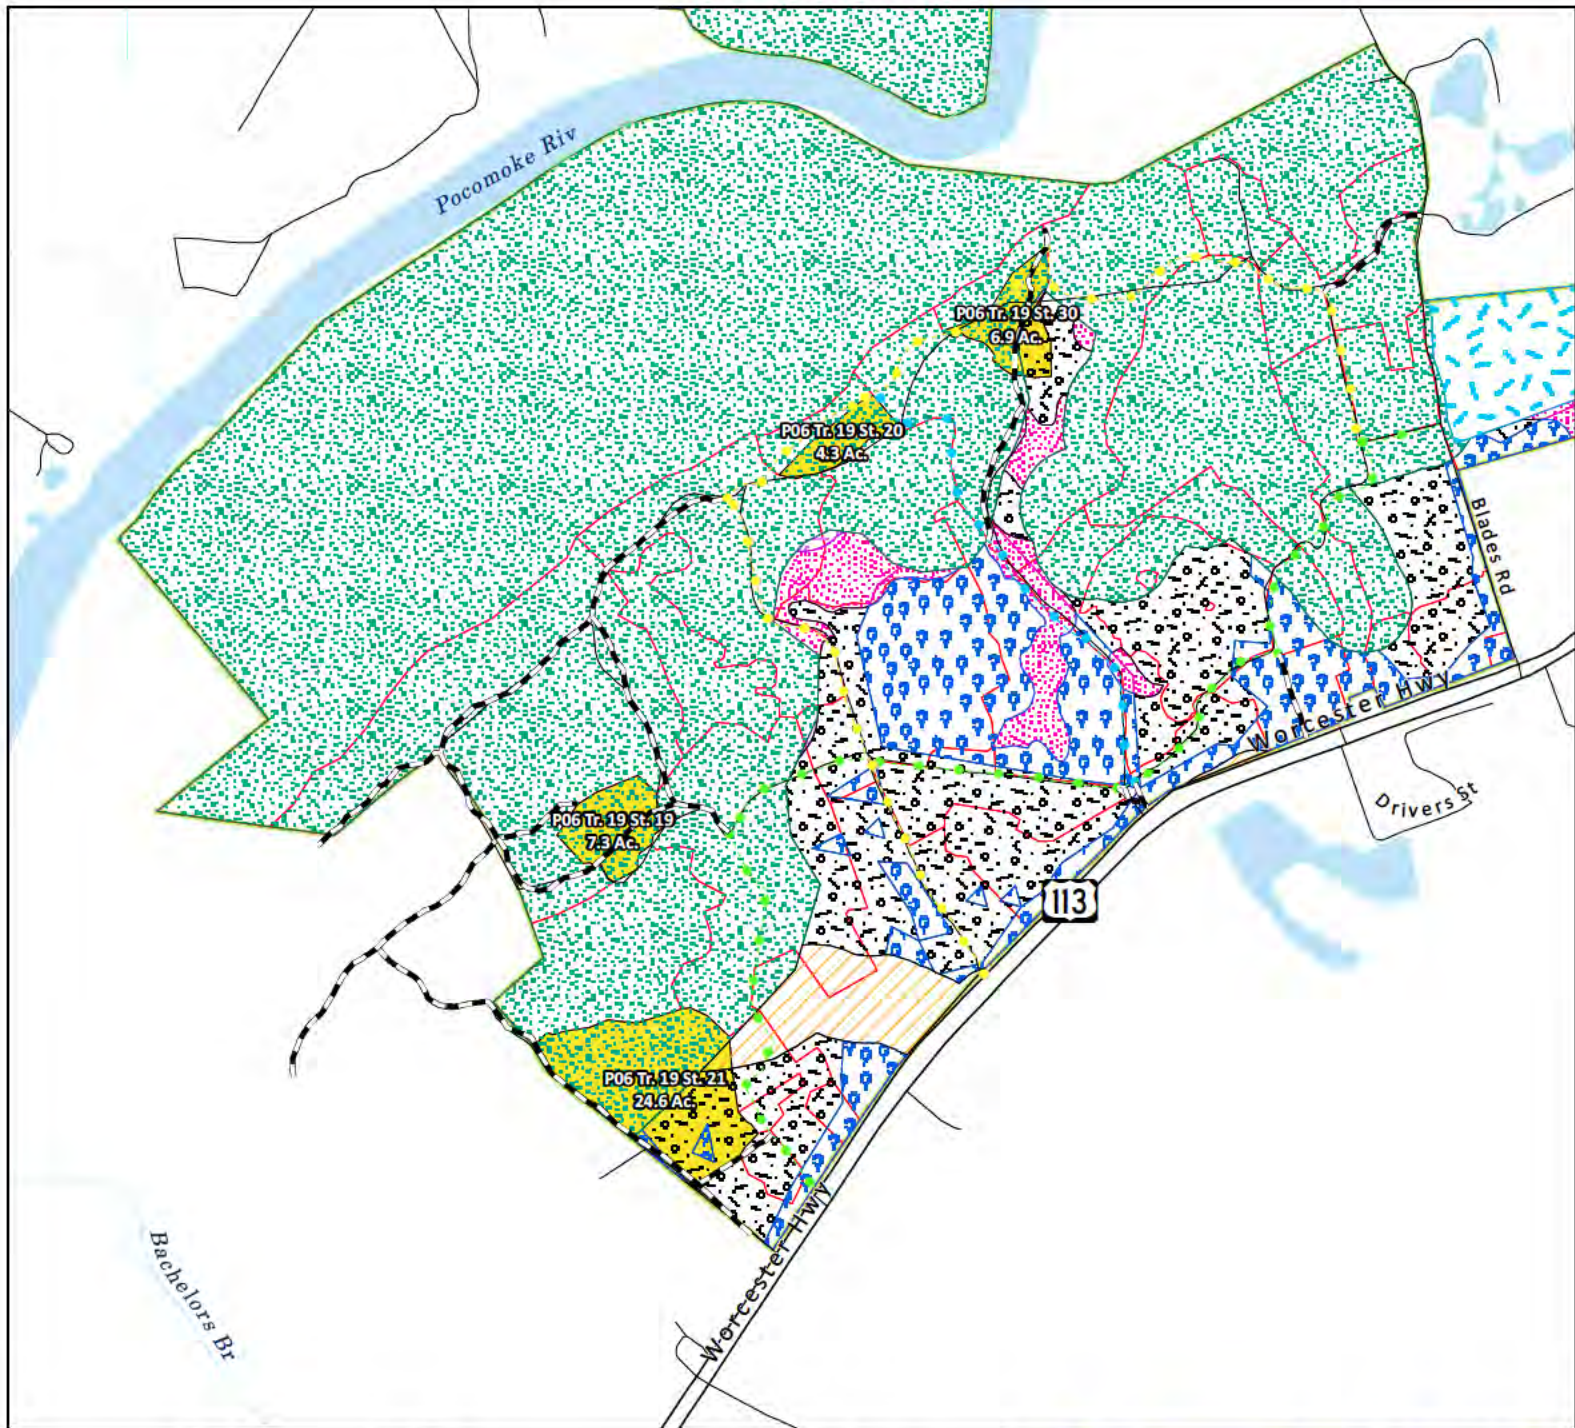 Pocomoke Riv
P06 Tr. 19 St. 30
6.9 Ac.
P06 Tr. 19 St. 20
4.3 Ac.
Blades Rd
Worcester Hwy
Drivers St
P06 Tr. 19 St. 19
7.3 Ac.
113
P06 Tr. 19 St. 21
24.6 Ac.
Worcester Hwy
Bachelors Br